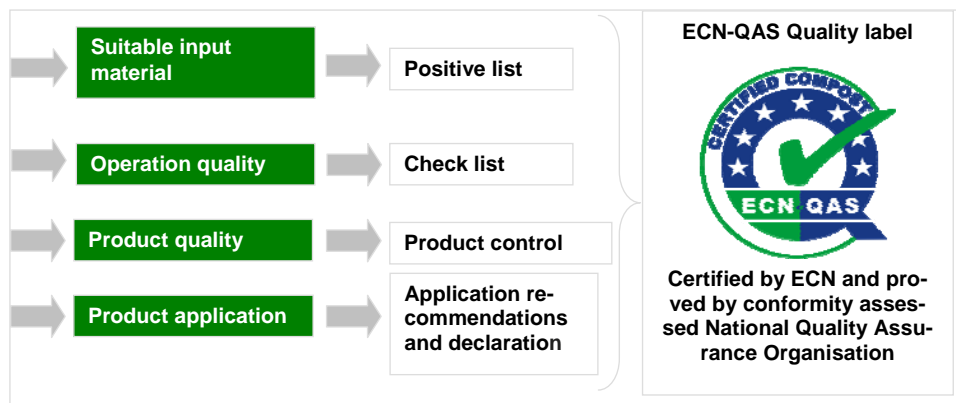 Suitable input
material
Positive list
Operation quality
Check list
Product quality
Product control
Product application
Application re-
commendations
and declaration
ECN-QAS Quality label
CERTIFIED COMPOST
ECN QAS
Certified by ECN and pro-
ved by conformity asses-
sed National Quality Assu-
rance Organisation